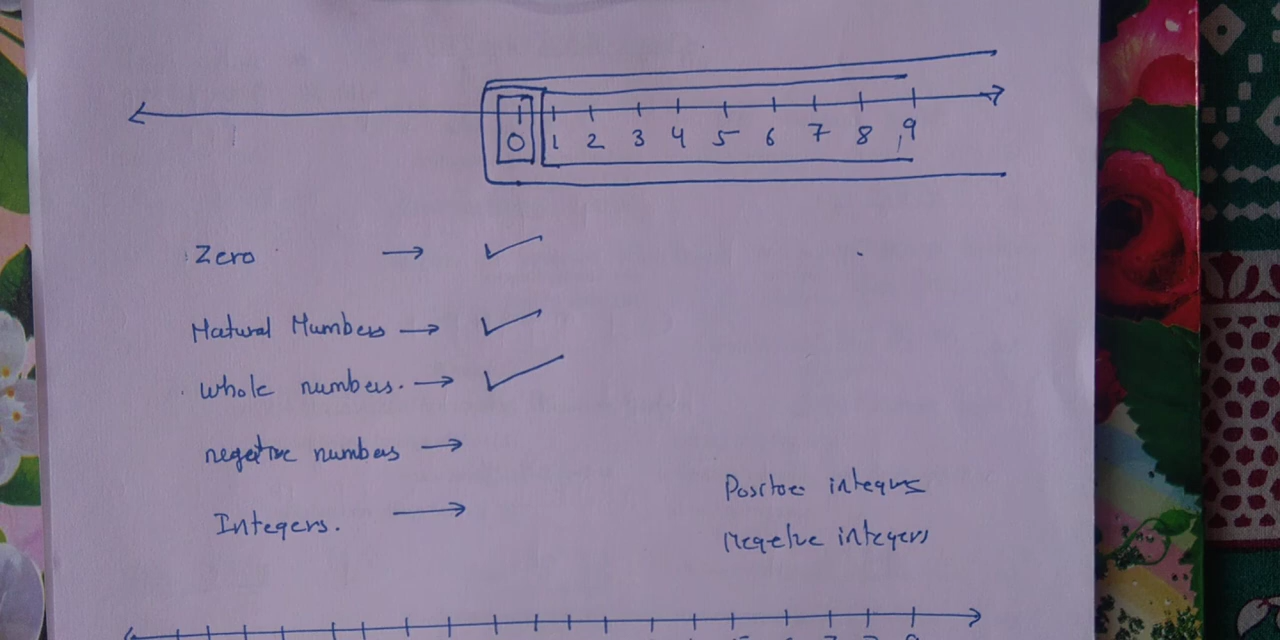 0 1 2 3 4 5 6 7 8 9
Zero →
Natural Numbers →
Whole numbers. →
negative numbers →
Positive integers
Integers. →
Negative integers